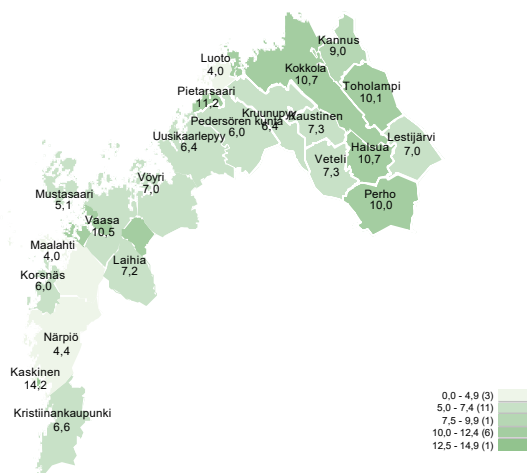 Kannus
9,0
Luoto
4,0
Kokkola
10,7
Toholampi
10,1
Pietarsaari
11,2
Kruunupyy
6,4
Kaustinen
7,3
Pedersören kunta
6,0
Uusikaarlepyy
6,4
Lestijärvi
7,0
Halsua
10,7
Veteli
7,3
Vöyri
7,0
Perho
10,0
Mustasaari
5,1
Vaasa
10,5
Maalahti
4,0
Laihia
7,2
Korsnäs
6,0
Närpiö
4,4
Kaskinen
14,2
Kristiinankaupunki
6,6
0,0 - 4,9 (3)
5,0 - 7,4 (11)
7,5 - 9,9 (1)
10,0 - 12,4 (6)
12,5 - 14,9 (1)